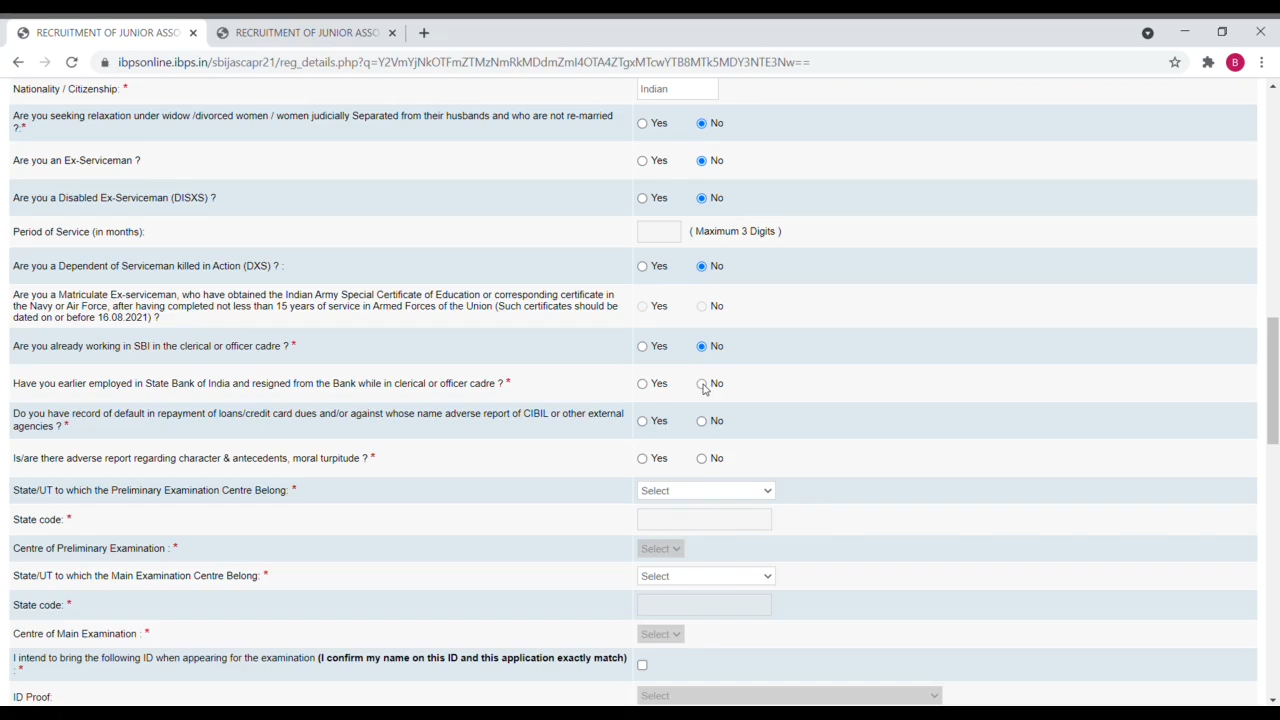 RECRUITMENT OF JUNIOR ASSO
RECRUITMENT OF JUNIOR ASSO
ibpsonline.ibps.in/sbijascapr21/reg_details.php?q=Y2VmYjNkOTFmZTMzNmRkMDdmZmI4OTA4ZTgxMTcwYTB8MTk5MDY3NTE3Nw==
B
Nationality / Citizenship: *
Indian
Are you seeking relaxation under widow /divorced women / women judicially Separated from their husbands and who are not re-married
?:*
Yes No
Are you an Ex-Serviceman ?
Yes No
Are you a Disabled Ex-Serviceman (DISXS) ?
Yes No
Period of Service (in months):
( Maximum 3 Digits )
Are you a Dependent of Serviceman killed in Action (DXS) ? :
Yes No
Are you a Matriculate Ex-serviceman, who have obtained the Indian Army Special Certificate of Education or corresponding certificate in
the Navy or Air Force, after having completed not less than 15 years of service in Armed Forces of the Union (Such certificates should be
dated on or before 16.08.2021) ?
Yes No
Are you already working in SBI in the clerical or officer cadre ? *
Yes No
Have you earlier employed in State Bank of India and resigned from the Bank while in clerical or officer cadre ? *
Yes No
Do you have record of default in repayment of loans/credit card dues and/or against whose name adverse report of CIBIL or other external
agencies ? *
Yes No
Is/are there adverse report regarding character & antecedents, moral turpitude ? *
Yes No
State/UT to which the Preliminary Examination Centre Belong: *
Select
State code: *
Centre of Preliminary Examination : *
Select
State/UT to which the Main Examination Centre Belong: *
Select
State code: *
Centre of Main Examination : *
Select
I intend to bring the following ID when appearing for the examination (I confirm my name on this ID and this application exactly match)
: *
ID Proof:
Select